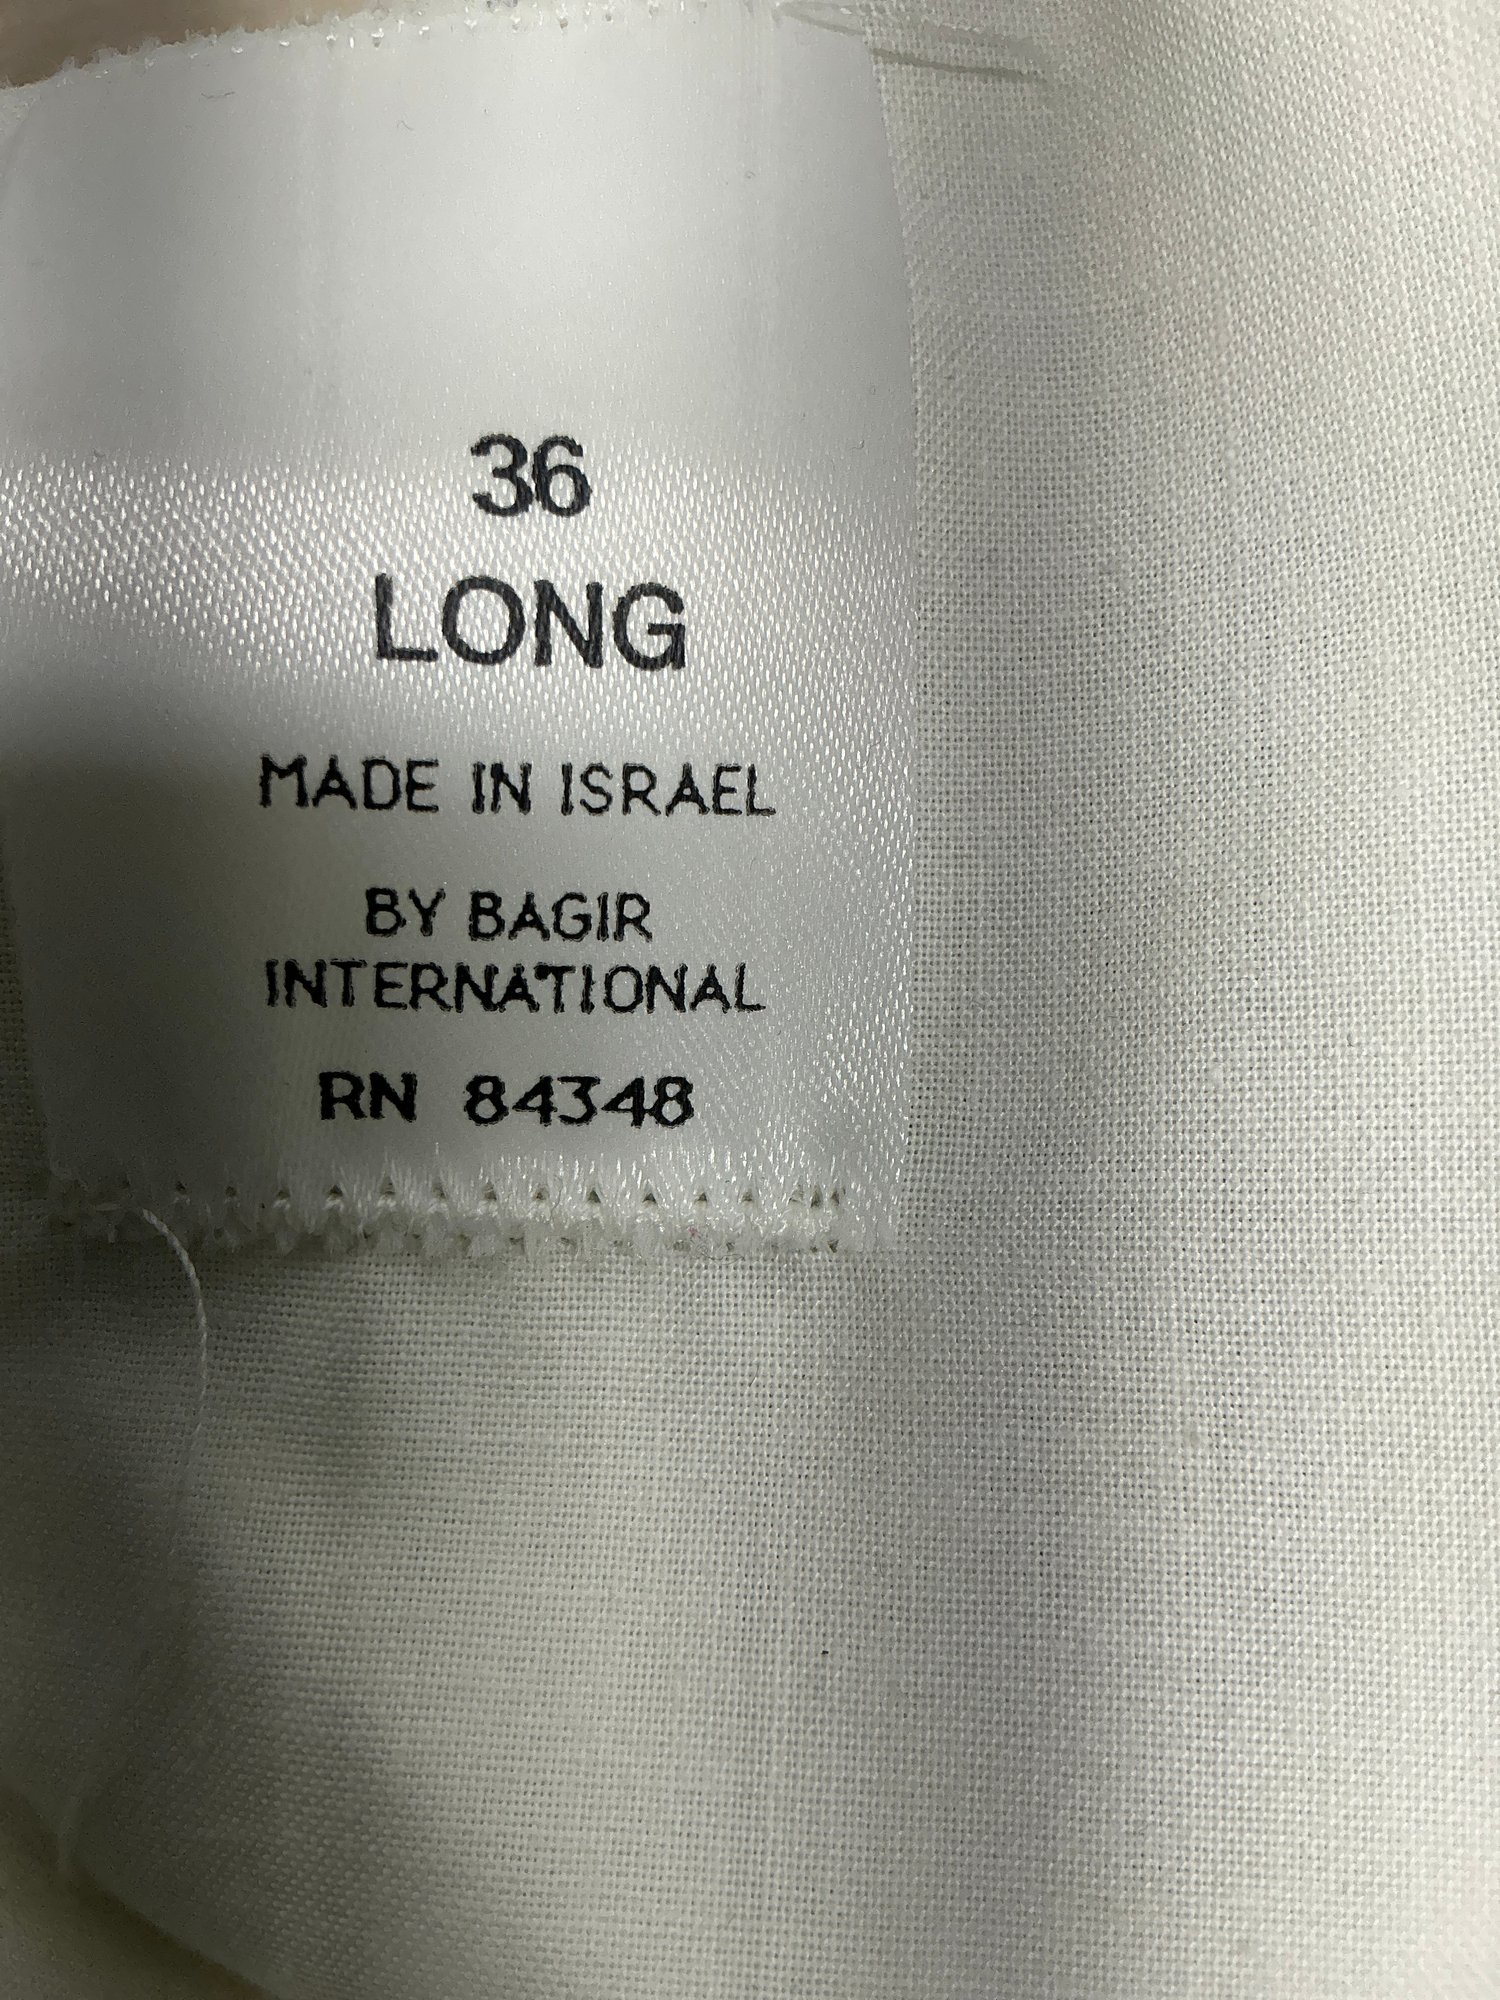 36
LONG
MADE IN ISRAEL
BY BAGIR
INTERNATIONAL
RN 84348